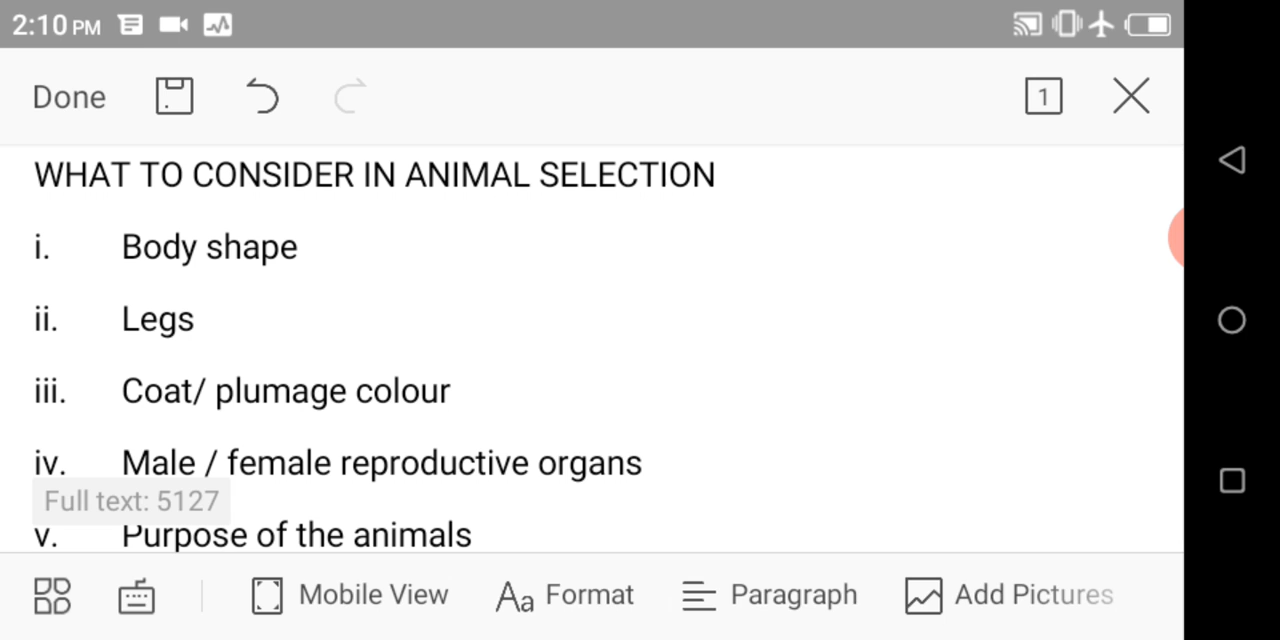 2:10 PM
Done
1
WHAT TO CONSIDER IN ANIMAL SELECTION
i. Body shape
ii. Legs
iii. Coat/ plumage colour
iv. Male / female reproductive organs
Full text: 5127
v. Purpose of the animals
Mobile View
Aa Format
Paragraph
Add Pictures